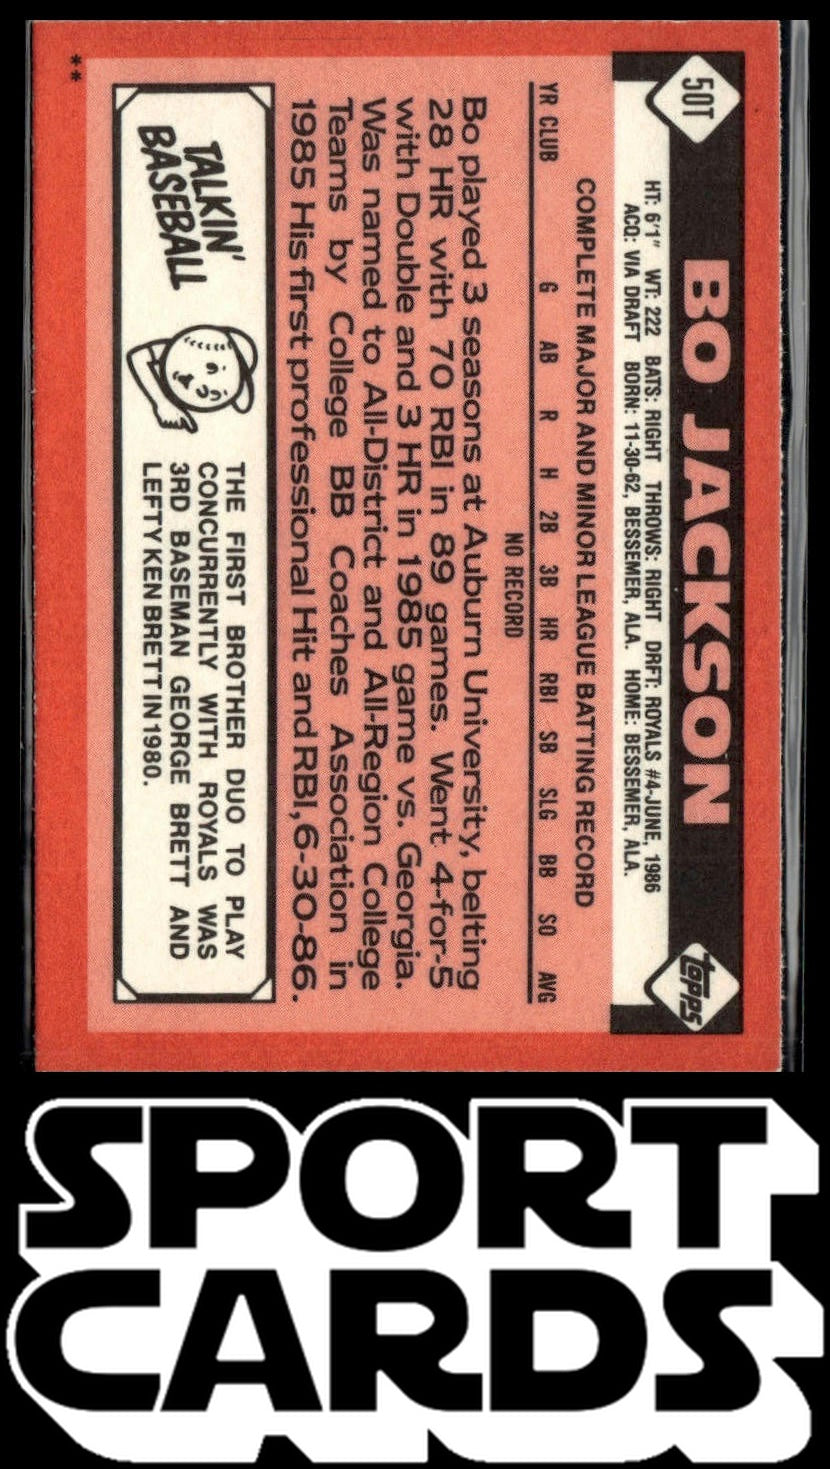 50T
BO JACKSON
topps
HT: 6'1" WT: 222 BATS: RIGHT THROWS: RIGHT DRFT: ROYALS #4-JUNE, 1986
ACQ: VIA DRAFT BORN: 11-30-62, BESSEMER, ALA. HOME: BESSEMER, ALA.
COMPLETE MAJOR AND MINOR LEAGUE BATTING RECORD
YR CLUB G AB R H 2B 3B HR RBI SB SLG BB SO AVG
NO RECORD
Bo played 3 seasons at Auburn University, belting
28 HR with 70 RBI in 89 games. Went 4-for-5
with Double and 3 HR in 1985 game vs. Georgia.
Was named to All-District and All-Region College
Teams by College BB Coaches Association in
1985 His first professional Hit and RBI, 6-30-86.
TALKIN'
BASEBALL
THE FIRST BROTHER DUO TO PLAY
CONCURRENTLY WITH ROYALS WAS
3RD BASEMAN GEORGE BRETT AND
LEFTY KEN BRETT IN 1980.
**
SPORT
CARDS